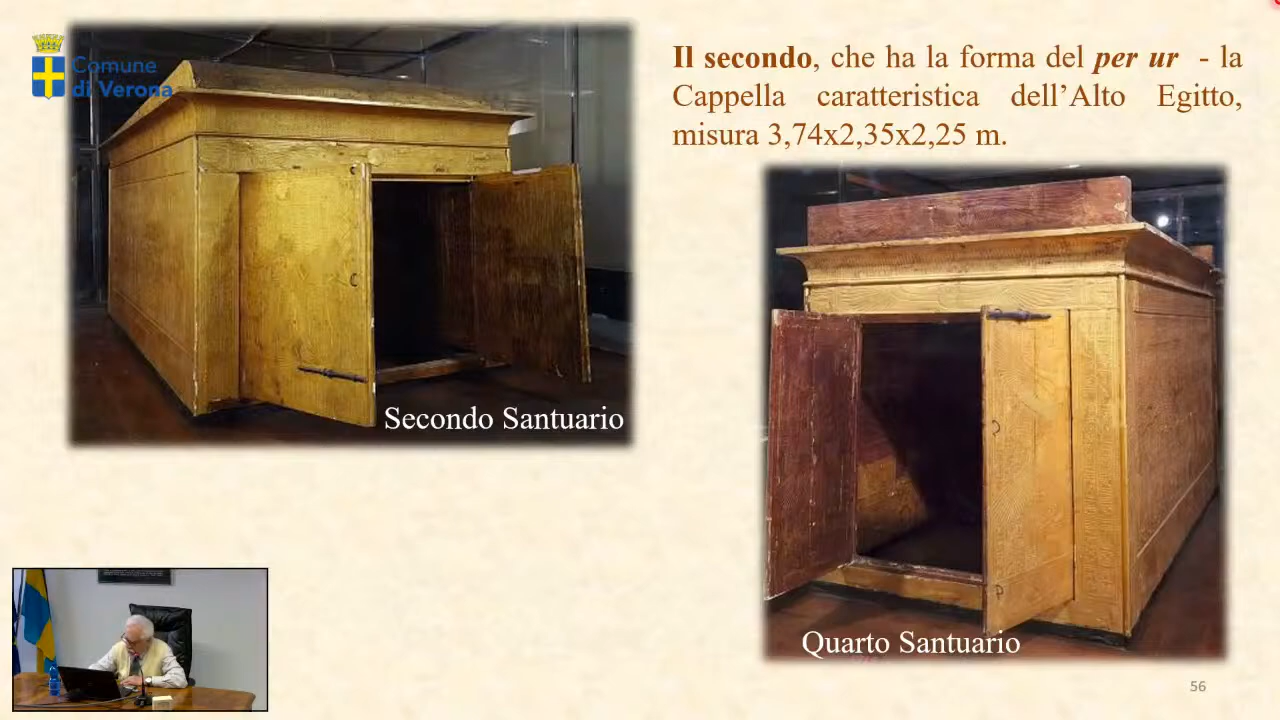 Comune
di Verona
Il secondo, che ha la forma del per ur - la
Cappella caratteristica dell'Alto Egitto,
misura 3,74x2,35x2,25 m.
Secondo Santuario
Quarto Santuario
56